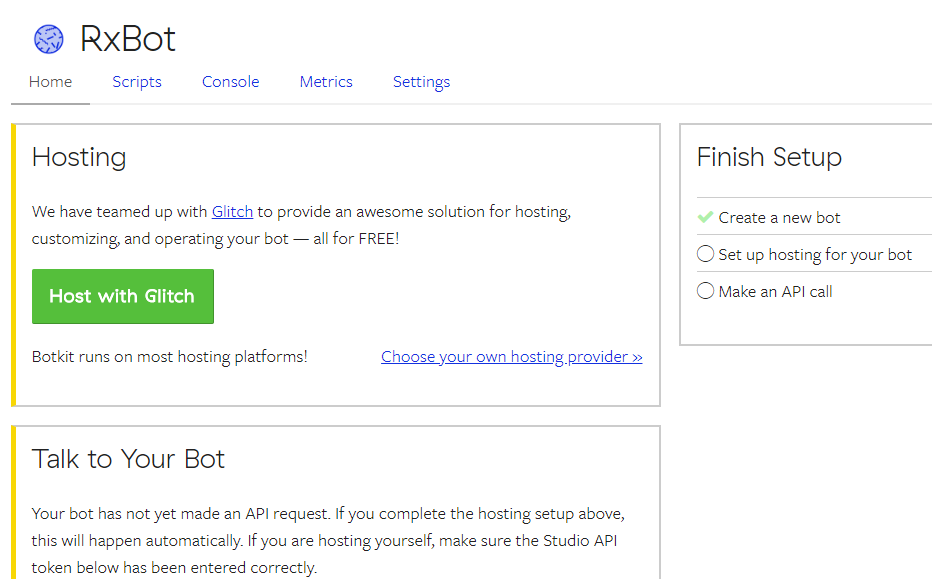 RxBot
Home Scripts Console Metrics Settings
Hosting
We have teamed up with Glitch to provide an awesome solution for hosting,
customizing, and operating your bot — all for FREE!
Host with Glitch
Botkit runs on most hosting platforms! Choose your own hosting provider »
Finish Setup
Create a new bot
Set up hosting for your bot
Make an API call
Talk to Your Bot
Your bot has not yet made an API request. If you complete the hosting setup above,
this will happen automatically. If you are hosting yourself, make sure the Studio API
token below has been entered correctly.